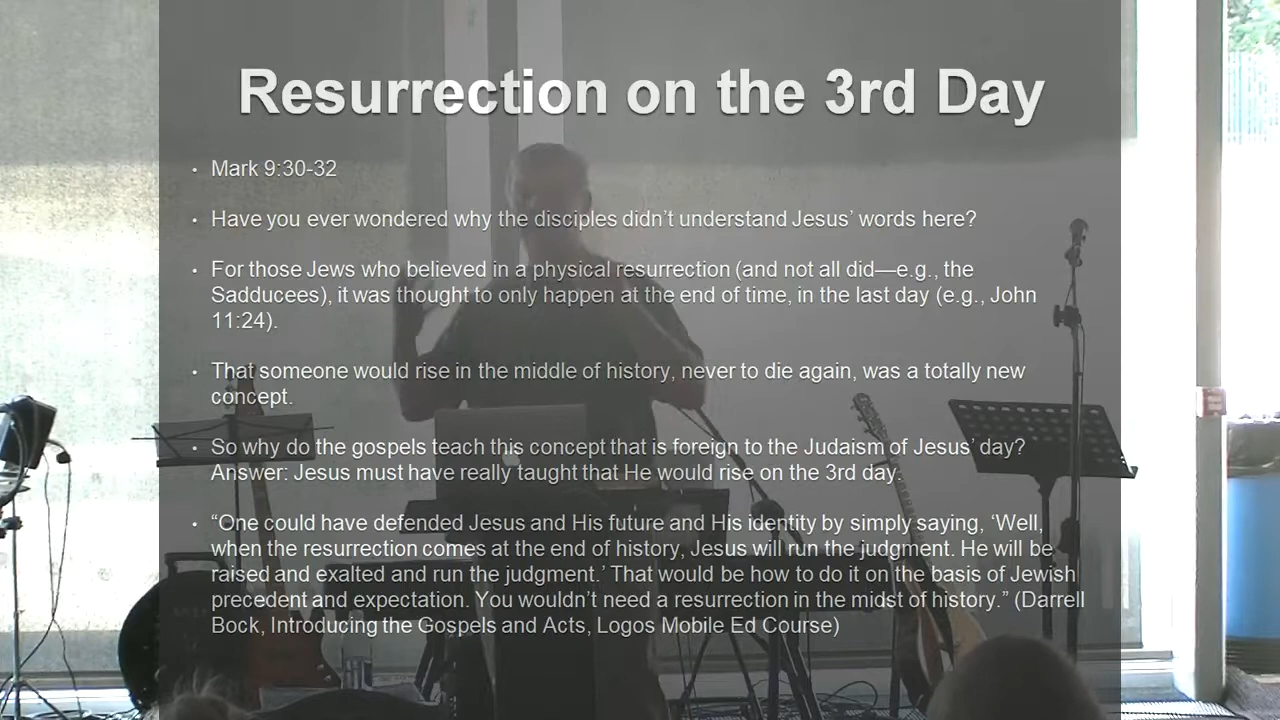 Resurrection on the 3rd Day
• Mark 9:30-32
• Have you ever wondered why the disciples didn’t understand Jesus’ words here?
• For those Jews who believed in a physical resurrection (and not all did—e.g., the
Sadducees), it was thought to only happen at the end of time, in the last day (e.g., John
11:24).
• That someone would rise in the middle of history, never to die again, was a totally new
concept.
• So why do the gospels teach this concept that is foreign to the Judaism of Jesus’ day?
Answer: Jesus must have really taught that He would rise on the 3rd day.
• “One could have defended Jesus and His future and His identity by simply saying, ‘Well,
when the resurrection comes at the end of history, Jesus will run the judgment. He will be
raised and exalted and run the judgment.’ That would be how to do it on the basis of Jewish
precedent and expectation. You wouldn’t need a resurrection in the midst of history.” (Darrell
Bock, Introducing the Gospels and Acts, Logos Mobile Ed Course)